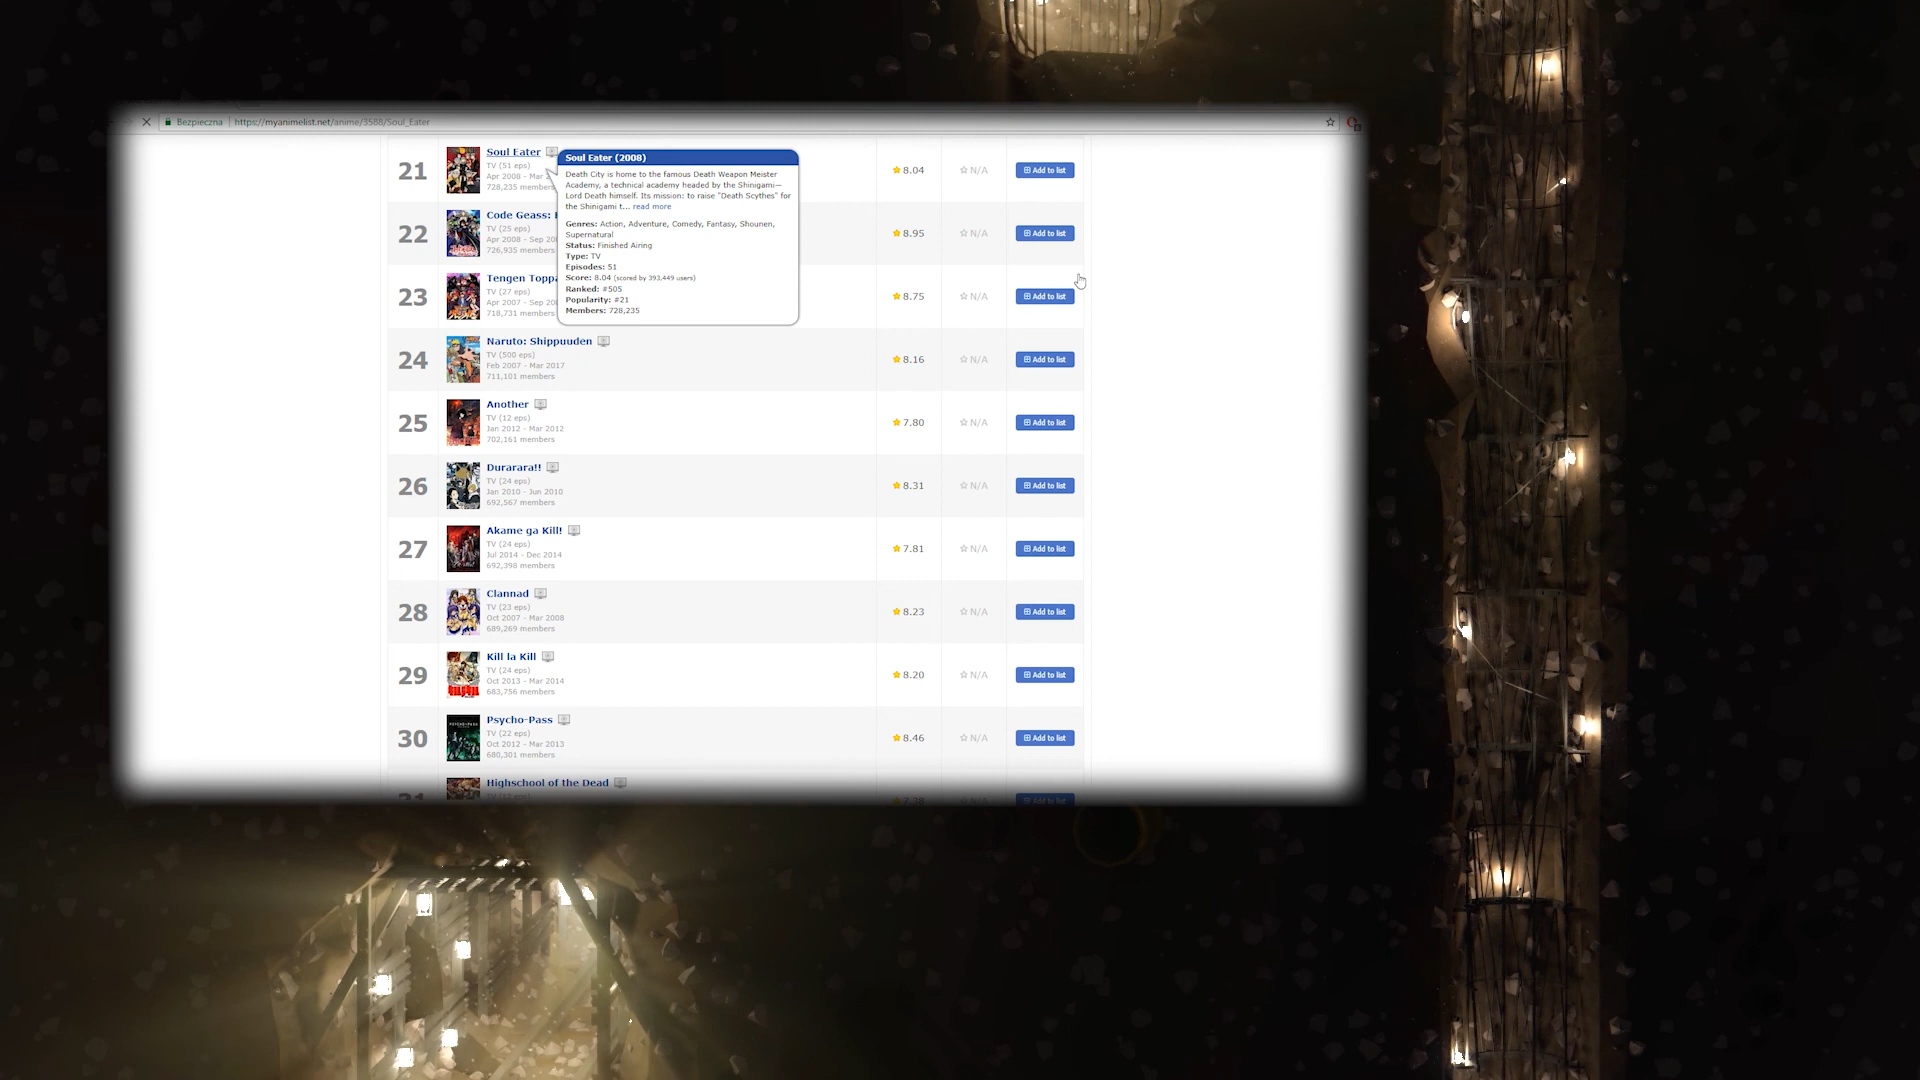 Bezpieczna
https://myanimelist.net/anime/3588/Soul_Eater
21
Soul Eater
TV (51 eps)
Apr 2008 - Mar
728,235 members
8.04
N/A
Add to list
Soul Eater (2008)
Death City is home to the famous Death Weapon Meister
Academy, a technical academy headed by the Shinigami—
Lord Death himself. Its mission: to raise "Death Scythes" for
the Shinigami t... read more
Genres: Action, Adventure, Comedy, Fantasy, Shounen,
Supernatural
Status: Finished Airing
Type: TV
Episodes: 51
Score: 8.04 (scored by 393,449 users)
Ranked: #505
Popularity: #21
Members: 728,235
22
Code Geass:
TV (25 eps)
Apr 2008 - Sep
726,935 members
8.95
N/A
Add to list
23
Tengen Toppa
TV (27 eps)
Apr 2007 - Sep
718,731 members
8.75
N/A
Add to list
24
Naruto: Shippuuden
TV (500 eps)
Feb 2007 - Mar 2017
711,101 members
8.16
N/A
Add to list
25
Another
TV (12 eps)
Jan 2012 - Mar 2012
702,161 members
7.80
N/A
Add to list
26
Durarara!!
TV (24 eps)
Jan 2010 - Jun 2010
692,567 members
8.31
N/A
Add to list
27
Akame ga Kill!
TV (24 eps)
Jul 2014 - Dec 2014
692,398 members
7.81
N/A
Add to list
28
Clannad
TV (23 eps)
Oct 2007 - Mar 2008
689,269 members
8.23
N/A
Add to list
29
Kill la Kill
TV (24 eps)
Oct 2013 - Mar 2014
683,756 members
8.20
N/A
Add to list
30
Psycho-Pass
TV (22 eps)
Oct 2012 - Mar 2013
680,301 members
8.46
N/A
Add to list
Highschool of the Dead
N/A
Add to list